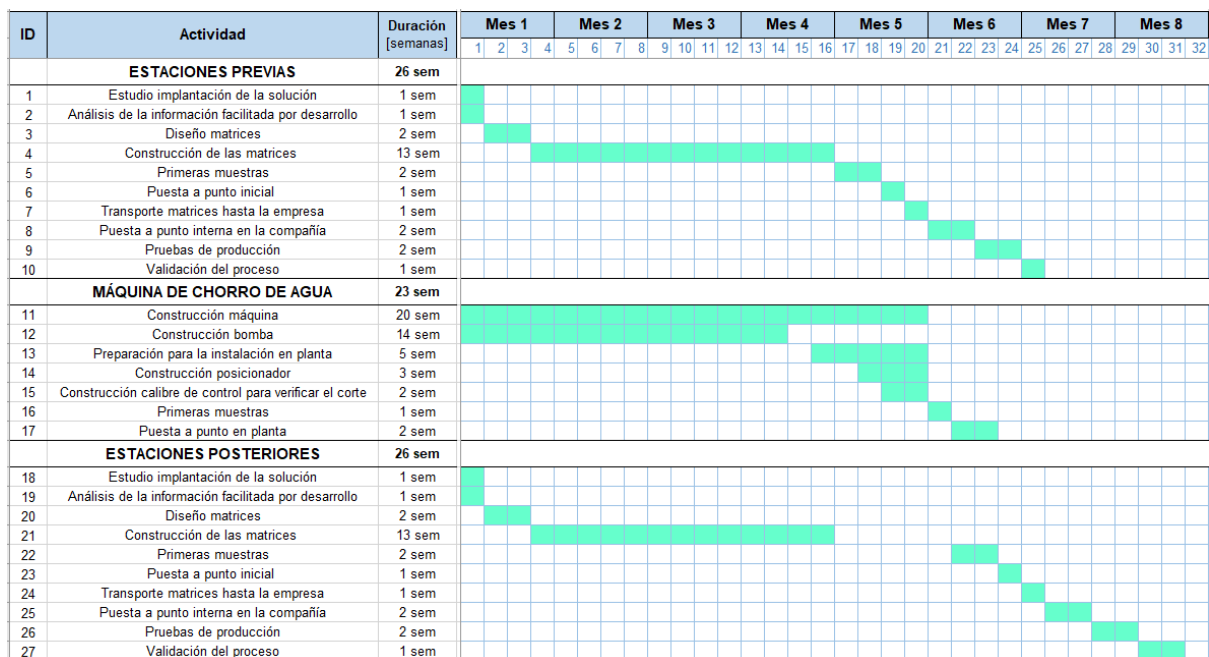 ID Actividad Duración [semanas] Mes 1 Mes 2 Mes 3 Mes 4 Mes 5 Mes 6 Mes 7 Mes 8
1 2 3 4 5 6 7 8 9 10 11 12 13 14 15 16 17 18 19 20 21 22 23 24 25 26 27 28 29 30 31 32
ESTACIONES PREVIAS 26 sem
1 Estudio implantación de la solución 1 sem
2 Análisis de la información facilitada por desarrollo 1 sem
3 Diseño matrices 2 sem
4 Construcción de las matrices 13 sem
5 Primeras muestras 2 sem
6 Puesta a punto inicial 1 sem
7 Transporte matrices hasta la empresa 1 sem
8 Puesta a punto interna en la compañía 2 sem
9 Pruebas de producción 2 sem
10 Validación del proceso 1 sem
MÁQUINA DE CHORRO DE AGUA 23 sem
11 Construcción máquina 20 sem
12 Construcción bomba 14 sem
13 Preparación para la instalación en planta 5 sem
14 Construcción posicionador 3 sem
15 Construcción calibre de control para verificar el corte 2 sem
16 Primeras muestras 1 sem
17 Puesta a punto en planta 2 sem
ESTACIONES POSTERIORES 26 sem
18 Estudio implantación de la solución 1 sem
19 Análisis de la información facilitada por desarrollo 1 sem
20 Diseño matrices 2 sem
21 Construcción de las matrices 13 sem
22 Primeras muestras 2 sem
23 Puesta a punto inicial 1 sem
24 Transporte matrices hasta la empresa 1 sem
25 Puesta a punto interna en la compañía 2 sem
26 Pruebas de producción 2 sem
27 Validación del proceso 1 sem